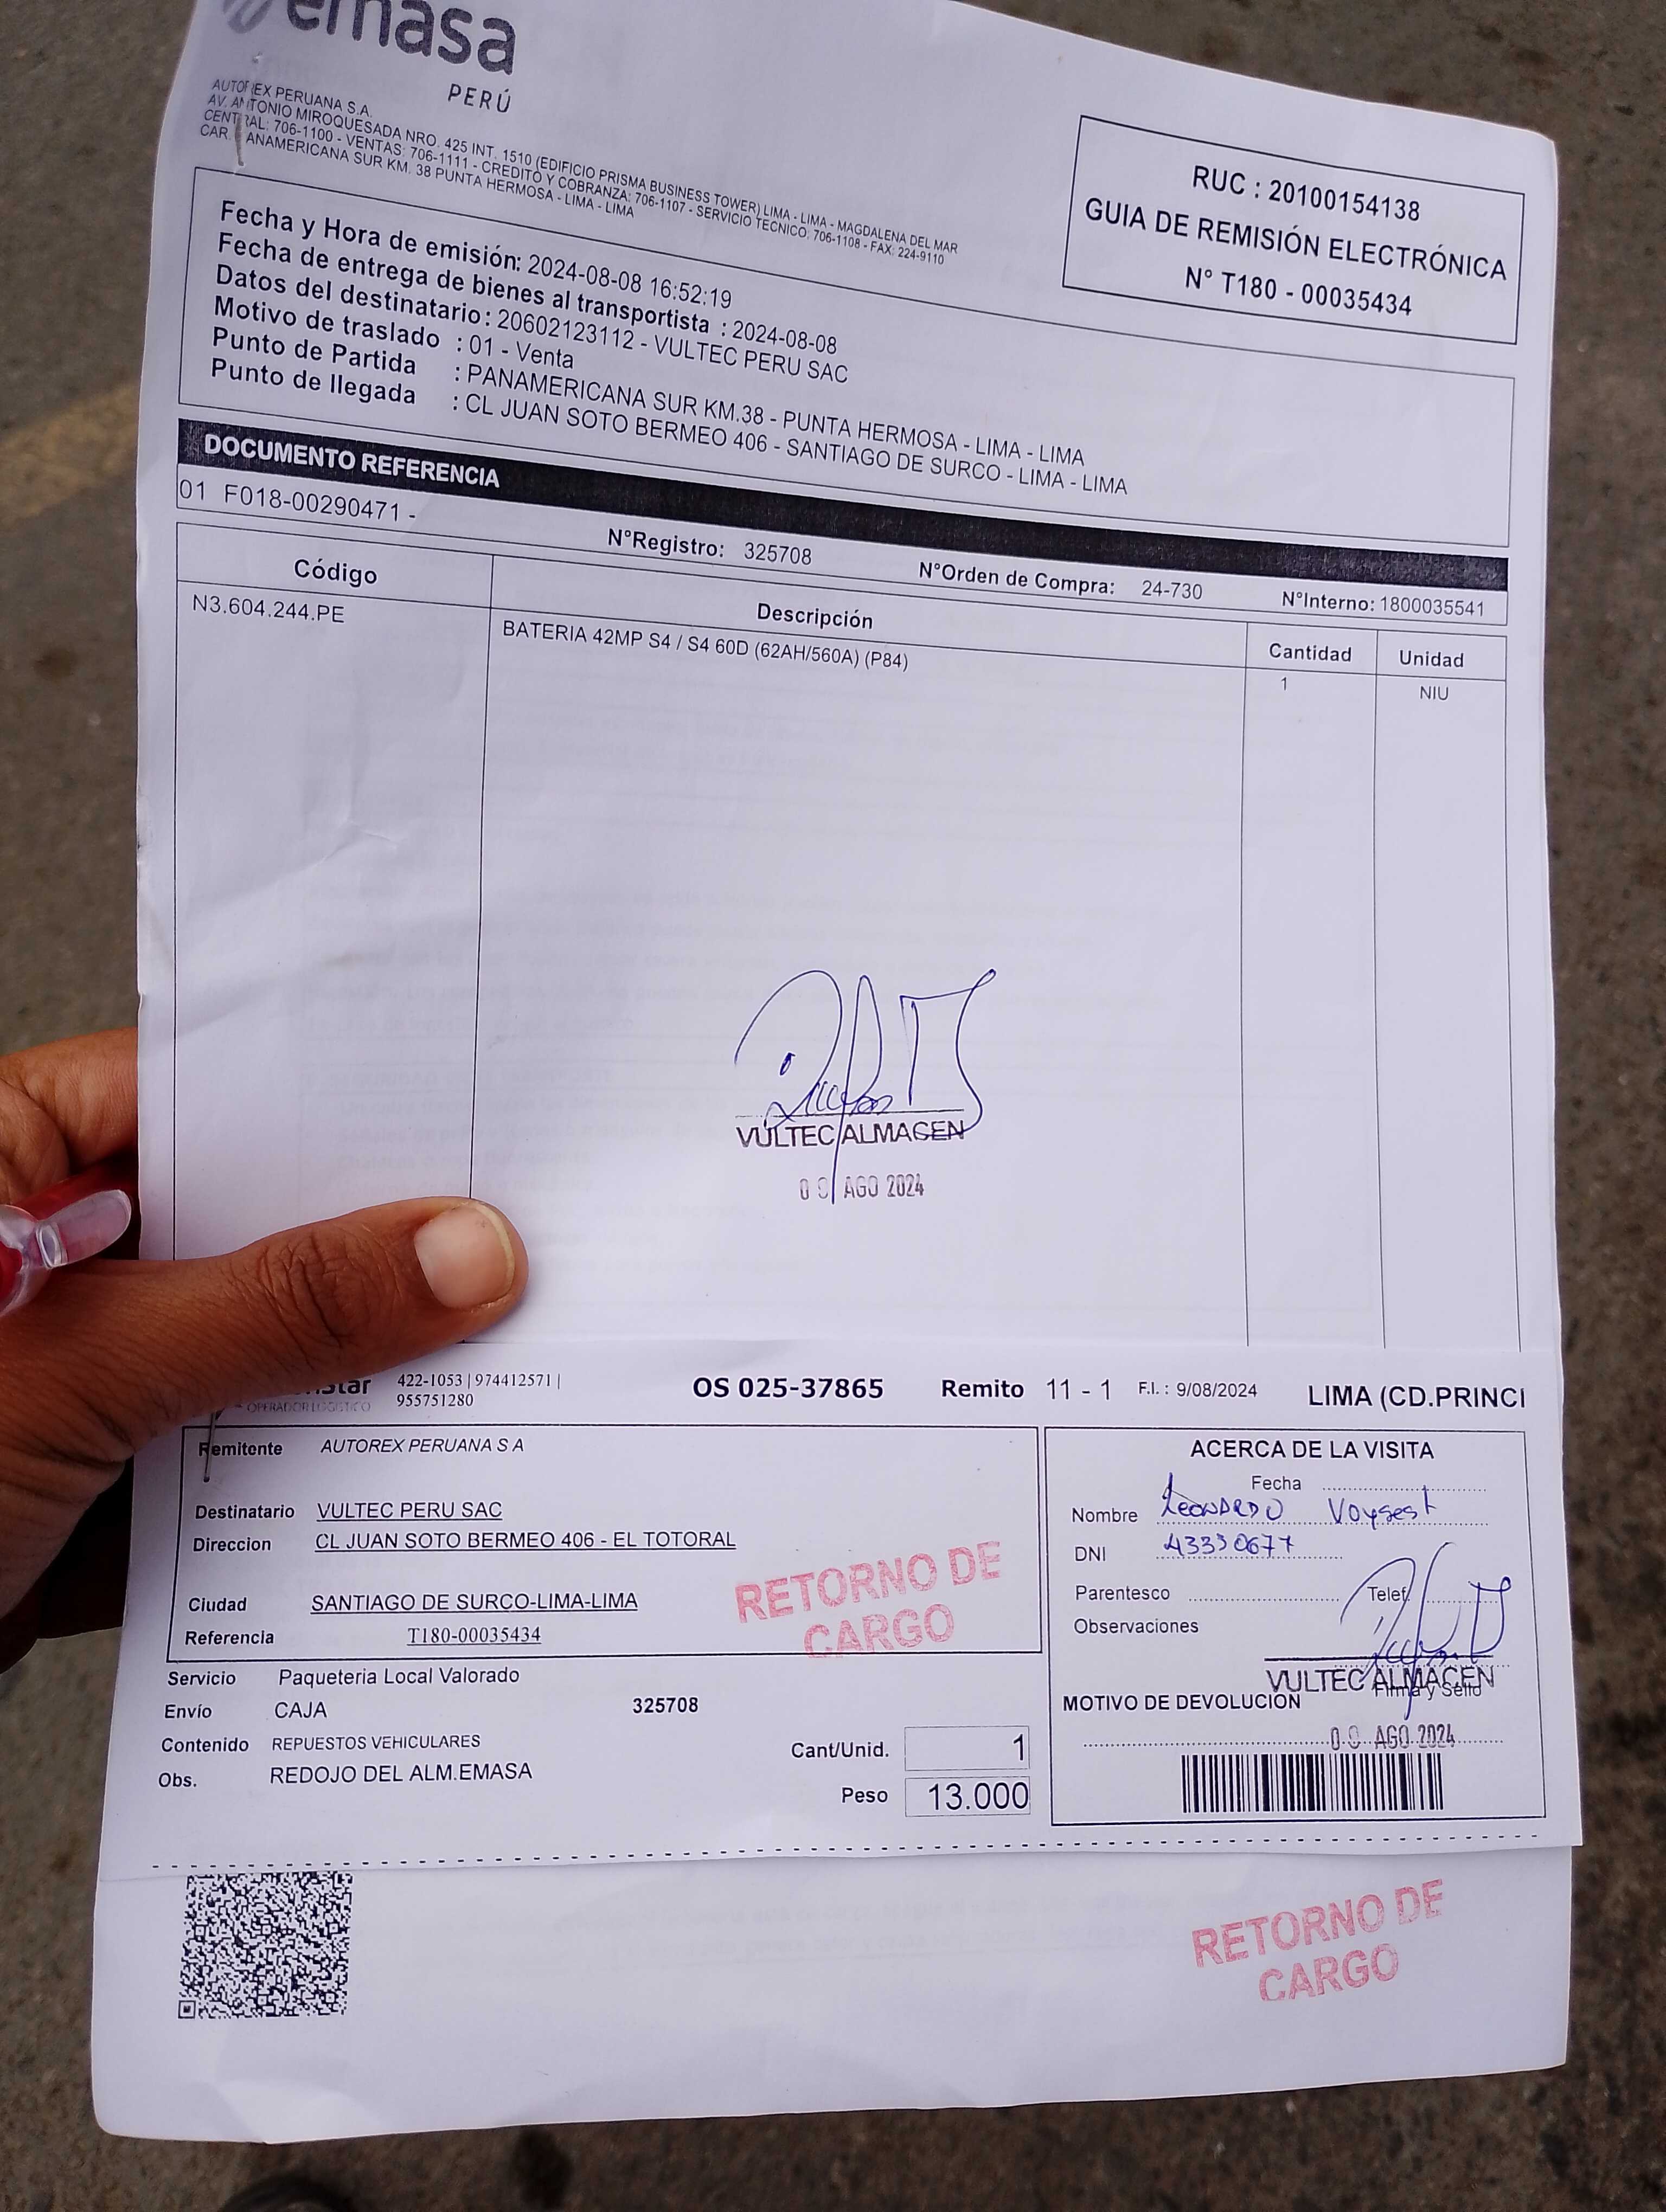 emasa
PERÚ
AUTOREX PERUANA S.A.
AV. ANTONIO MIROQUESADA NRO. 425 INT. 1510 (EDIFICIO PRISMA BUSINESS TOWER) LIMA - LIMA - MAGDALENA DEL MAR
CENTRAL: 706-1100 - VENTAS: 706-1111 - CREDITO Y COBRANZA: 706-1107 - SERVICIO TECNICO: 706-1108 - FAX: 224-9110
CAR. PANAMERICANA SUR KM. 38 PUNTA HERMOSA - LIMA - LIMA
RUC : 20100154138
GUIA DE REMISIÓN ELECTRÓNICA
N° T180 - 00035434
Fecha y Hora de emisión: 2024-08-08 16:52:19
Fecha de entrega de bienes al transportista : 2024-08-08
Datos del destinatario: 20602123112 - VULTEC PERU SAC
Motivo de traslado : 01 - Venta
Punto de Partida : PANAMERICANA SUR KM.38 - PUNTA HERMOSA - LIMA - LIMA
Punto de llegada : CL JUAN SOTO BERMEO 406 - SANTIAGO DE SURCO - LIMA - LIMA
DOCUMENTO REFERENCIA
01 F018-00290471 - N°Registro: 325708 N°Orden de Compra: 24-730 N°Interno: 1800035541
Código Descripción Cantidad Unidad
N3.604.244.PE BATERIA 42MP S4 / S4 60D (62AH/560A) (P84) 1 NIU
VULTEC ALMACEN
09 AGO 2024
422-1053 | 974412571 |
955751280
OPERADOR LOGISTICO
OS 025-37865 Remito 11 - 1 F.I. : 9/08/2024 LIMA (CD.PRINCI
Remitente AUTOREX PERUANA S A
Destinatario VULTEC PERU SAC
Direccion CL JUAN SOTO BERMEO 406 - EL TOTORAL
Ciudad SANTIAGO DE SURCO-LIMA-LIMA
Referencia T180-00035434
RETORNO DE
CARGO
ACERCA DE LA VISITA
Fecha
Nombre Leonardo Voysest
DNI 43330677
Parentesco Telef.
Observaciones
VULTEC ALMACEN
Firma y Sello
MOTIVO DE DEVOLUCION
09 AGO 2024
Servicio Paqueteria Local Valorado
Envío CAJA 325708
Contenido REPUESTOS VEHICULARES
Obs. REDOJO DEL ALM.EMASA
Cant/Unid. 1
Peso 13.000
RETORNO DE
CARGO